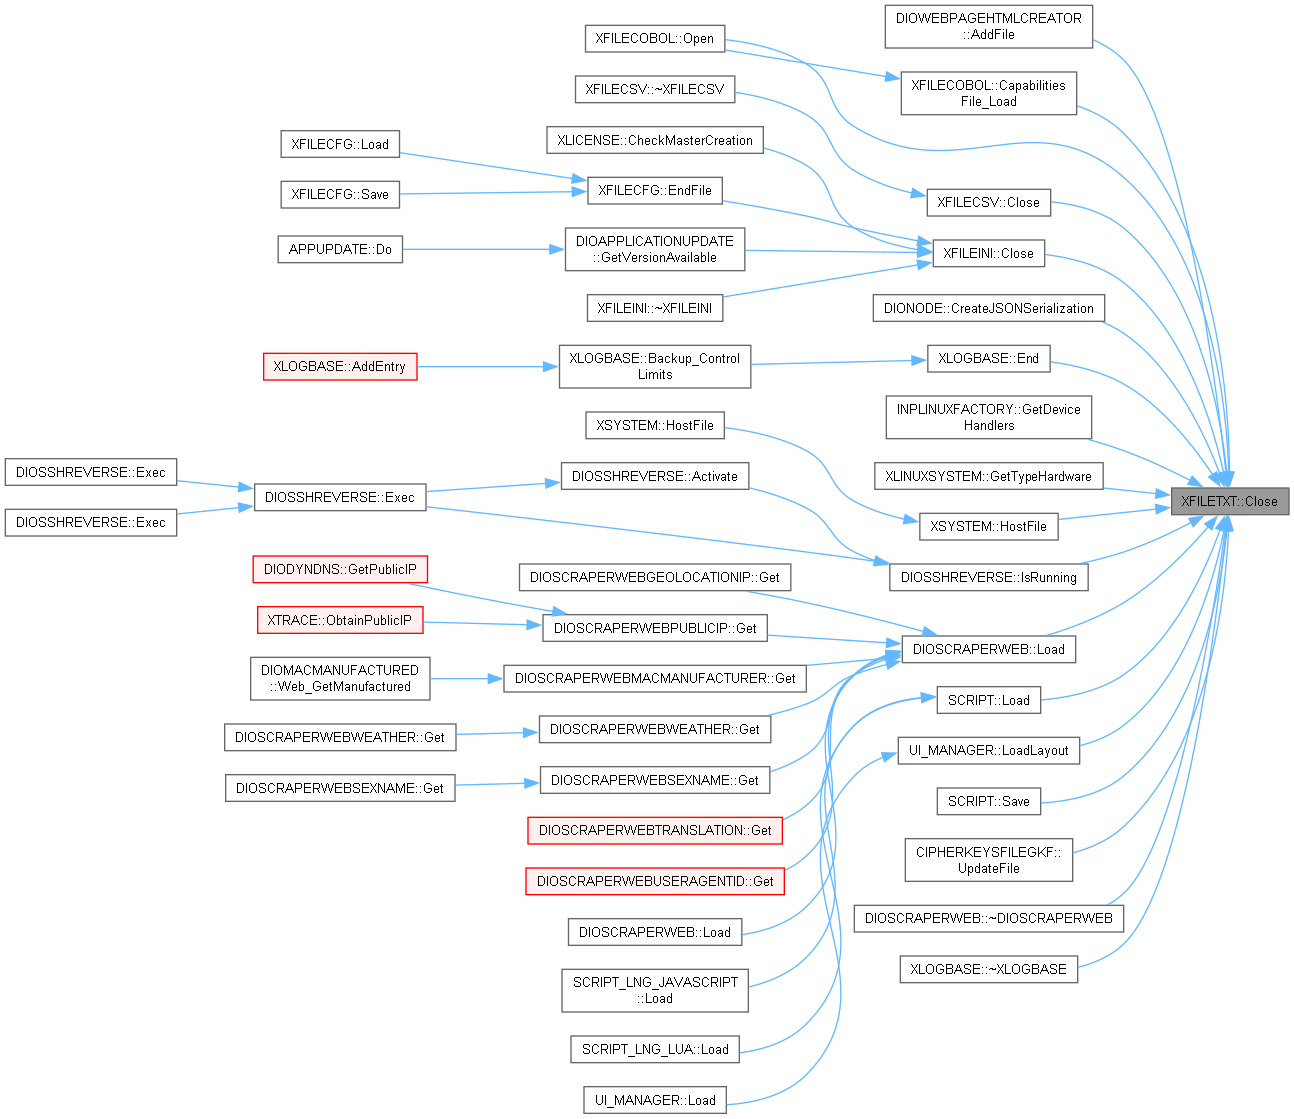 DIOWEBPAGEHTMLCREATOR
::AddFile
XFILECOBOL::Open
XFILECOBOL::Capabilities
File_Load
XFILECSV::~XFILECSV
XLICENSE::CheckMasterCreation
XFILECFG::Load
XFILECFG::EndFile
XFILECFG::Save
XFILECSV::Close
DIOAPPLICATIONUPDATE
::GetVersionAvailable
APPUPDATE::Do
XFILEINI::Close
XFILEINI::~XFILEINI
DIONODE::CreateJSONSerialization
XLOGBASE::AddEntry
XLOGBASE::Backup_Control
Limits
XLOGBASE::End
INPLINUXFACTORY::GetDevice
Handlers
XSYSTEM::HostFile
DIOSSHREVERSE::Exec
DIOSSHREVERSE::Exec
DIOSSHREVERSE::Exec
DIOSSHREVERSE::Activate
XLINUXSYSTEM::GetTypeHardware
XFILETXT::Close
XSYSTEM::HostFile
DIOSSHREVERSE::IsRunning
DIODYNDNS::GetPublicIP
DIOSCRAPERWEBGEOLOCATIONIP::Get
XTRACE::ObtainPublicIP
DIOSCRAPERWEBPUBLICIP::Get
DIOSCRAPERWEB::Load
DIOMACMANUFACTURED
::Web_GetManufactured
DIOSCRAPERWEBMACMANUFACTURER::Get
SCRIPT::Load
DIOSCRAPERWEBWEATHER::Get
DIOSCRAPERWEBWEATHER::Get
UI_MANAGER::LoadLayout
DIOSCRAPERWEBSEXNAME::Get
DIOSCRAPERWEBSEXNAME::Get
SCRIPT::Save
DIOSCRAPERWEBTRANSLATION::Get
CIPHERKEYSFILEGKF::
UpdateFile
DIOSCRAPERWEBUSERAGENTID::Get
DIOSCRAPERWEB::~DIOSCRAPERWEB
DIOSCRAPERWEB::Load
XLOGBASE::~XLOGBASE
SCRIPT_LNG_JAVASCRIPT
::Load
SCRIPT_LNG_LUA::Load
UI_MANAGER::Load